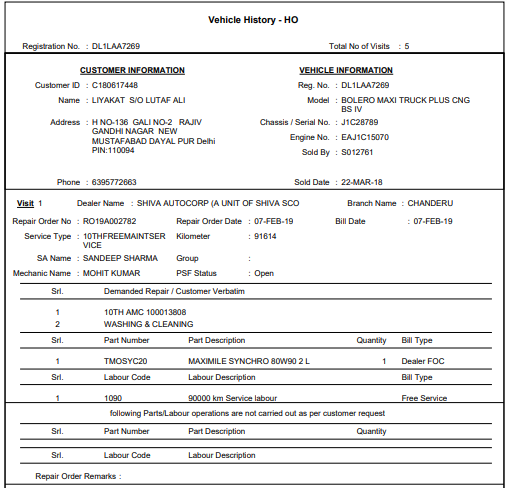 Vehicle History - HO
Registration No. : DL1LAA7269 Total No of Visits : 5
CUSTOMER INFORMATION VEHICLE INFORMATION
Customer ID : C180617448 Reg. No. : DL1LAA7269
Name : LIYAKAT S/O LUTAF ALI Model : BOLERO MAXI TRUCK PLUS CNG
BS IV
Address : H NO-136 GALI NO-2 RAJIV Chassis / Serial No. : J1C28789
GANDHI NAGAR NEW
MUSTAFABAD DAYAL PUR Delhi Engine No. : EAJ1C15070
PIN:110094 Sold By : S012761
Phone : 6395772663 Sold Date : 22-MAR-18
Visit 1 Dealer Name : SHIVA AUTOCORP (A UNIT OF SHIVA SCO Branch Name : CHANDERU
Repair Order No : RO19A002782 Repair Order Date : 07-FEB-19 Bill Date : 07-FEB-19
Service Type : 10THFREEMAINTSER Kilometer : 91614
VICE
SA Name : SANDEEP SHARMA Group :
Mechanic Name : MOHIT KUMAR PSF Status : Open
Srl. Demanded Repair / Customer Verbatim
1 10TH AMC 100013808
2 WASHING & CLEANING
Srl. Part Number Part Description Quantity Bill Type
1 TMOSYC20 MAXIMILE SYNCHRO 80W90 2 L 1 Dealer FOC
Srl. Labour Code Labour Description Bill Type
1 1090 90000 km Service labour Free Service
following Parts/Labour operations are not carried out as per customer request
Srl. Part Number Part Description Quantity
Srl. Labour Code Labour Description
Repair Order Remarks :